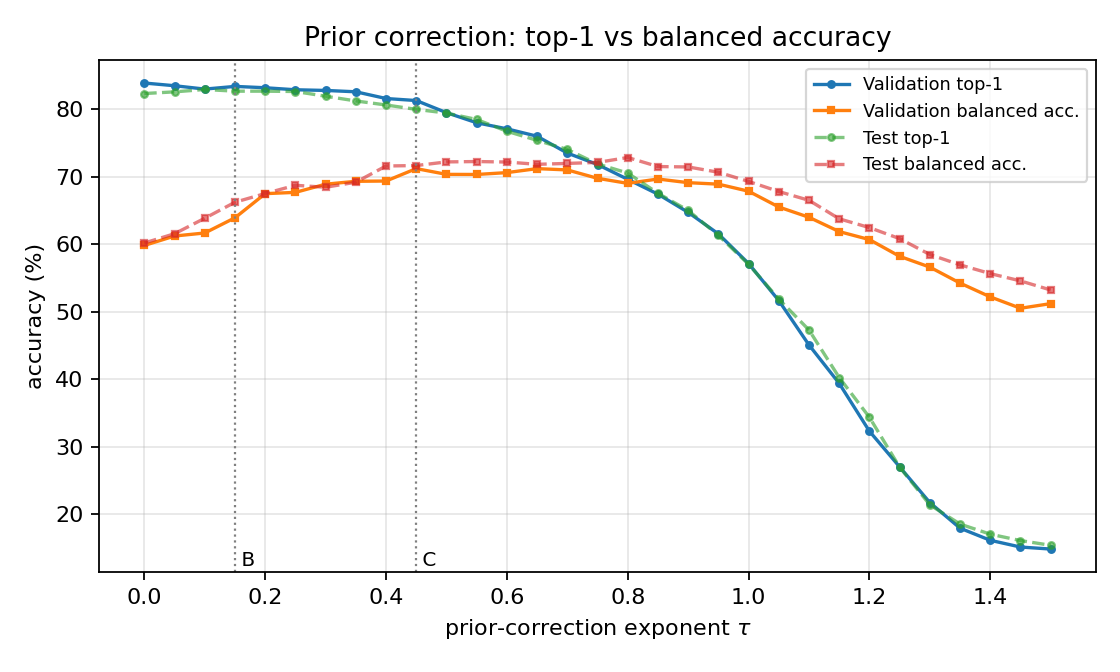 Prior correction: top-1 vs balanced accuracy
Validation top-1
Validation balanced acc.
Test top-1
Test balanced acc.
accuracy (%)
80
70
60
50
40
30
20
B
C
0.0 0.2 0.4 0.6 0.8 1.0 1.2 1.4
prior-correction exponent τ